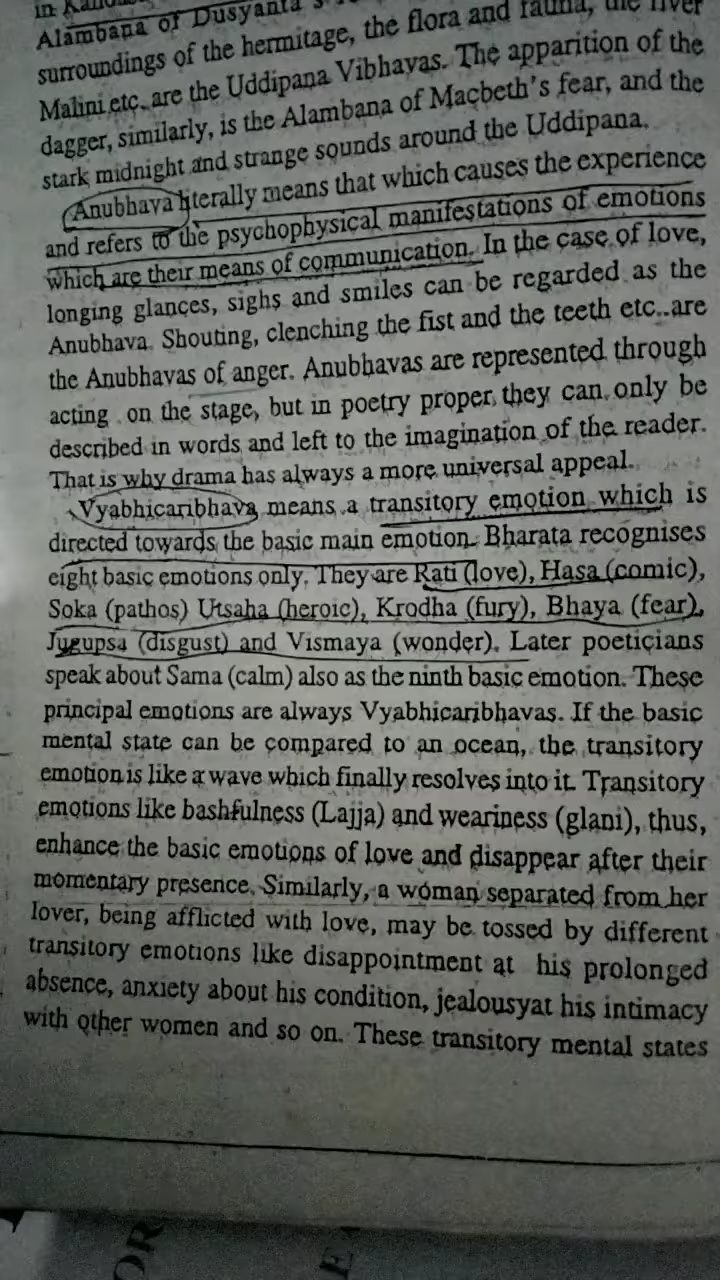 in
Alambana of Dusyanta's
surroundings of the hermitage, the flora and fauna, the river
Malini etc. are the Uddipana Vibhavas. The apparition of the
dagger, similarly, is the Alambana of Macbeth's fear, and the
stark midnight and strange sounds around the Uddipana.
Anubhava literally means that which causes the experience
and refers to the psychophysical manifestations of emotions
which are their means of communication. In the case of love,
longing glances, sighs and smiles can be regarded as the
Anubhava. Shouting, clenching the fist and the teeth etc..are
the Anubhavas of anger. Anubhavas are represented through
acting on the stage, but in poetry proper, they can only be
described in words and left to the imagination of the reader.
That is why drama has always a more universal appeal.
Vyabhicaribhava means a transitory emotion which is
directed towards the basic main emotion. Bharata recognises
eight basic emotions only. They are Rati (love), Hasa (comic),
Soka (pathos) Utsaha (heroic), Krodha (fury), Bhaya (fear),
Jugupsa (disgust) and Vismaya (wonder). Later poeticians
speak about Sama (calm) also as the ninth basic emotion. These
principal emotions are always Vyabhicaribhavas. If the basic
mental state can be compared to an ocean, the transitory
emotion is like a wave which finally resolves into it. Transitory
emotions like bashfulness (Lajja) and weariness (glani), thus,
enhance the basic emotions of love and disappear after their
momentary presence. Similarly, a woman separated from her
lover, being afflicted with love, may be tossed by different
transitory emotions like disappointment at his prolonged
absence, anxiety about his condition, jealousyat his intimacy
with other women and so on. These transitory mental states
OR
E